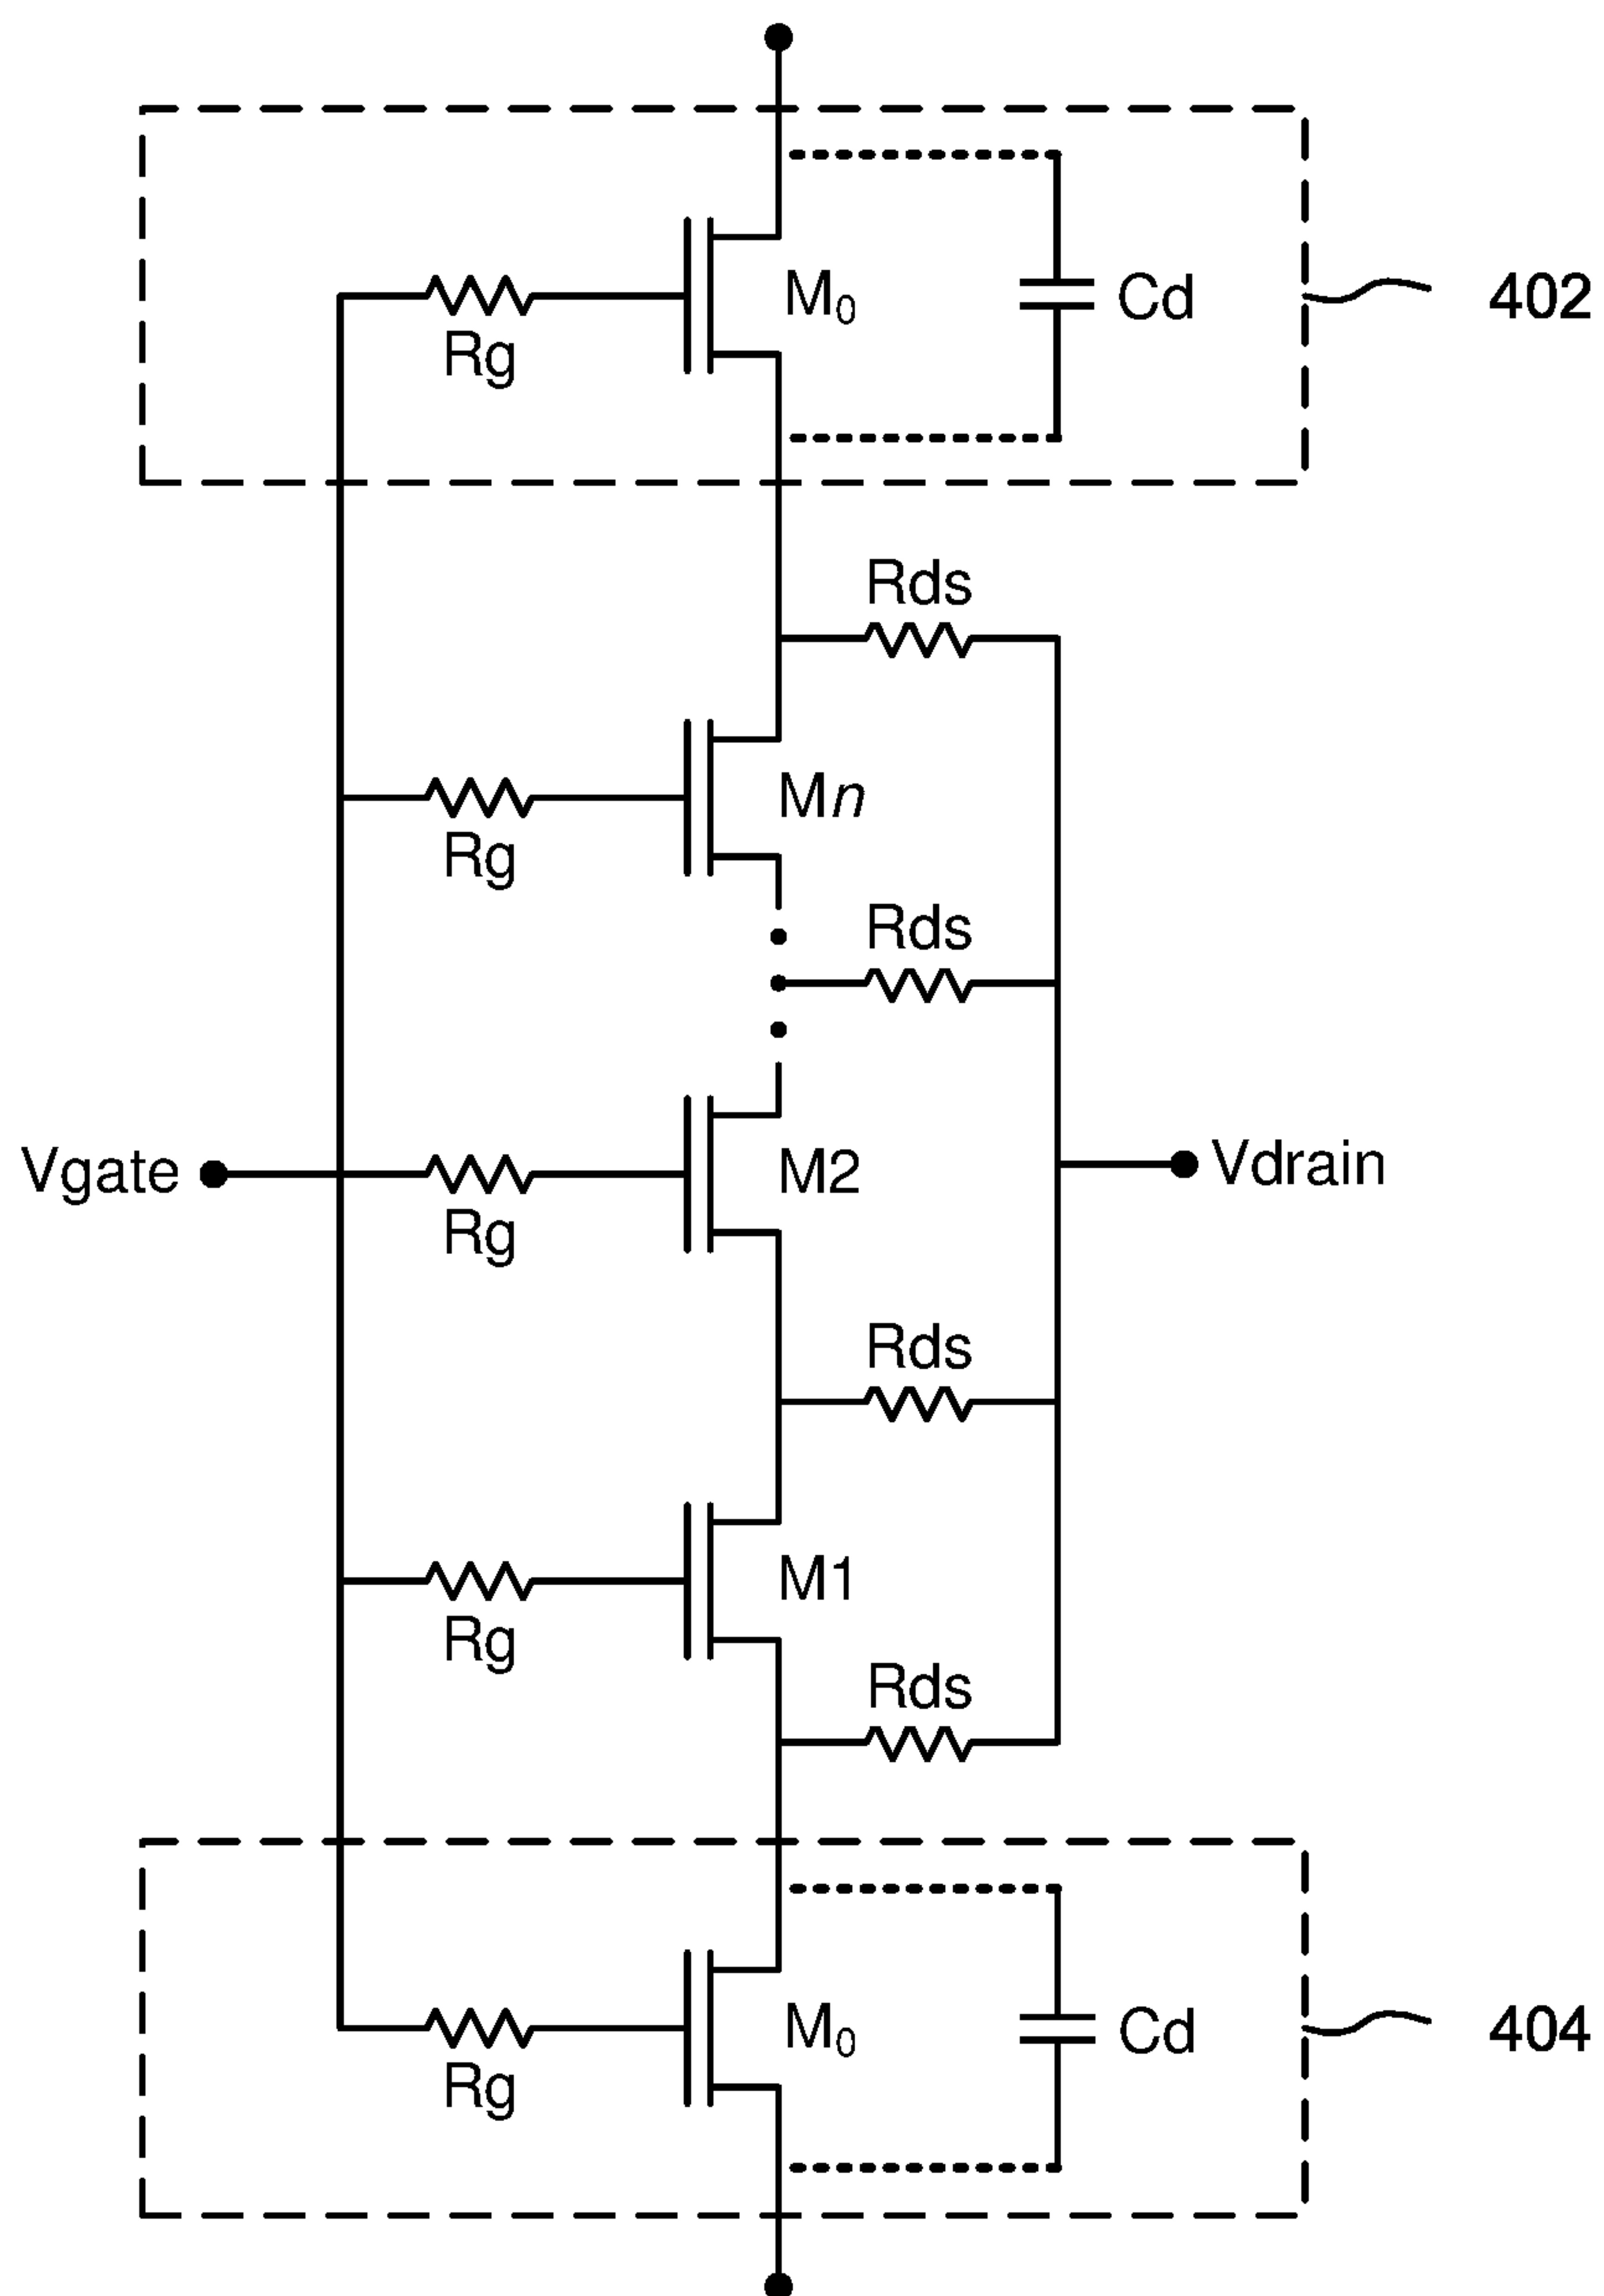 M₀
Cd
402
Rg
Rds
Mn
Rg
Rds
Vgate
M2
Vdrain
Rg
Rds
M1
Rg
Rds
M₀
Cd
404
Rg